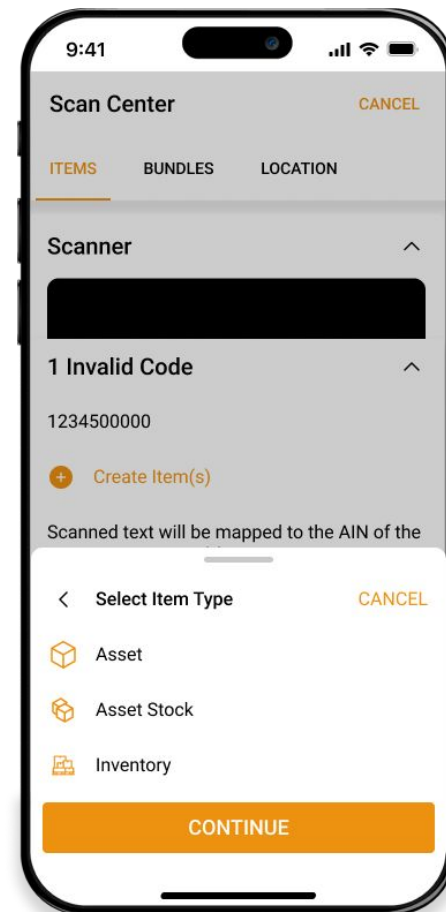 9:41
Scan Center
CANCEL
ITEMS BUNDLES LOCATION
Scanner
1 Invalid Code
1234500000
Create Item(s)
Scanned text will be mapped to the AIN of the
Select Item Type
CANCEL
Asset
Asset Stock
Inventory
CONTINUE